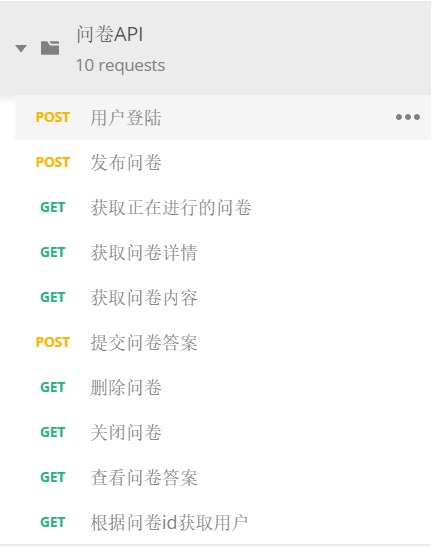 问卷API
10 requests
POST 用户登陆
POST 发布问卷
GET 获取正在进行的问卷
GET 获取问卷详情
GET 获取问卷内容
POST 提交问卷答案
GET 删除问卷
GET 关闭问卷
GET 查看问卷答案
GET 根据问卷id获取用户